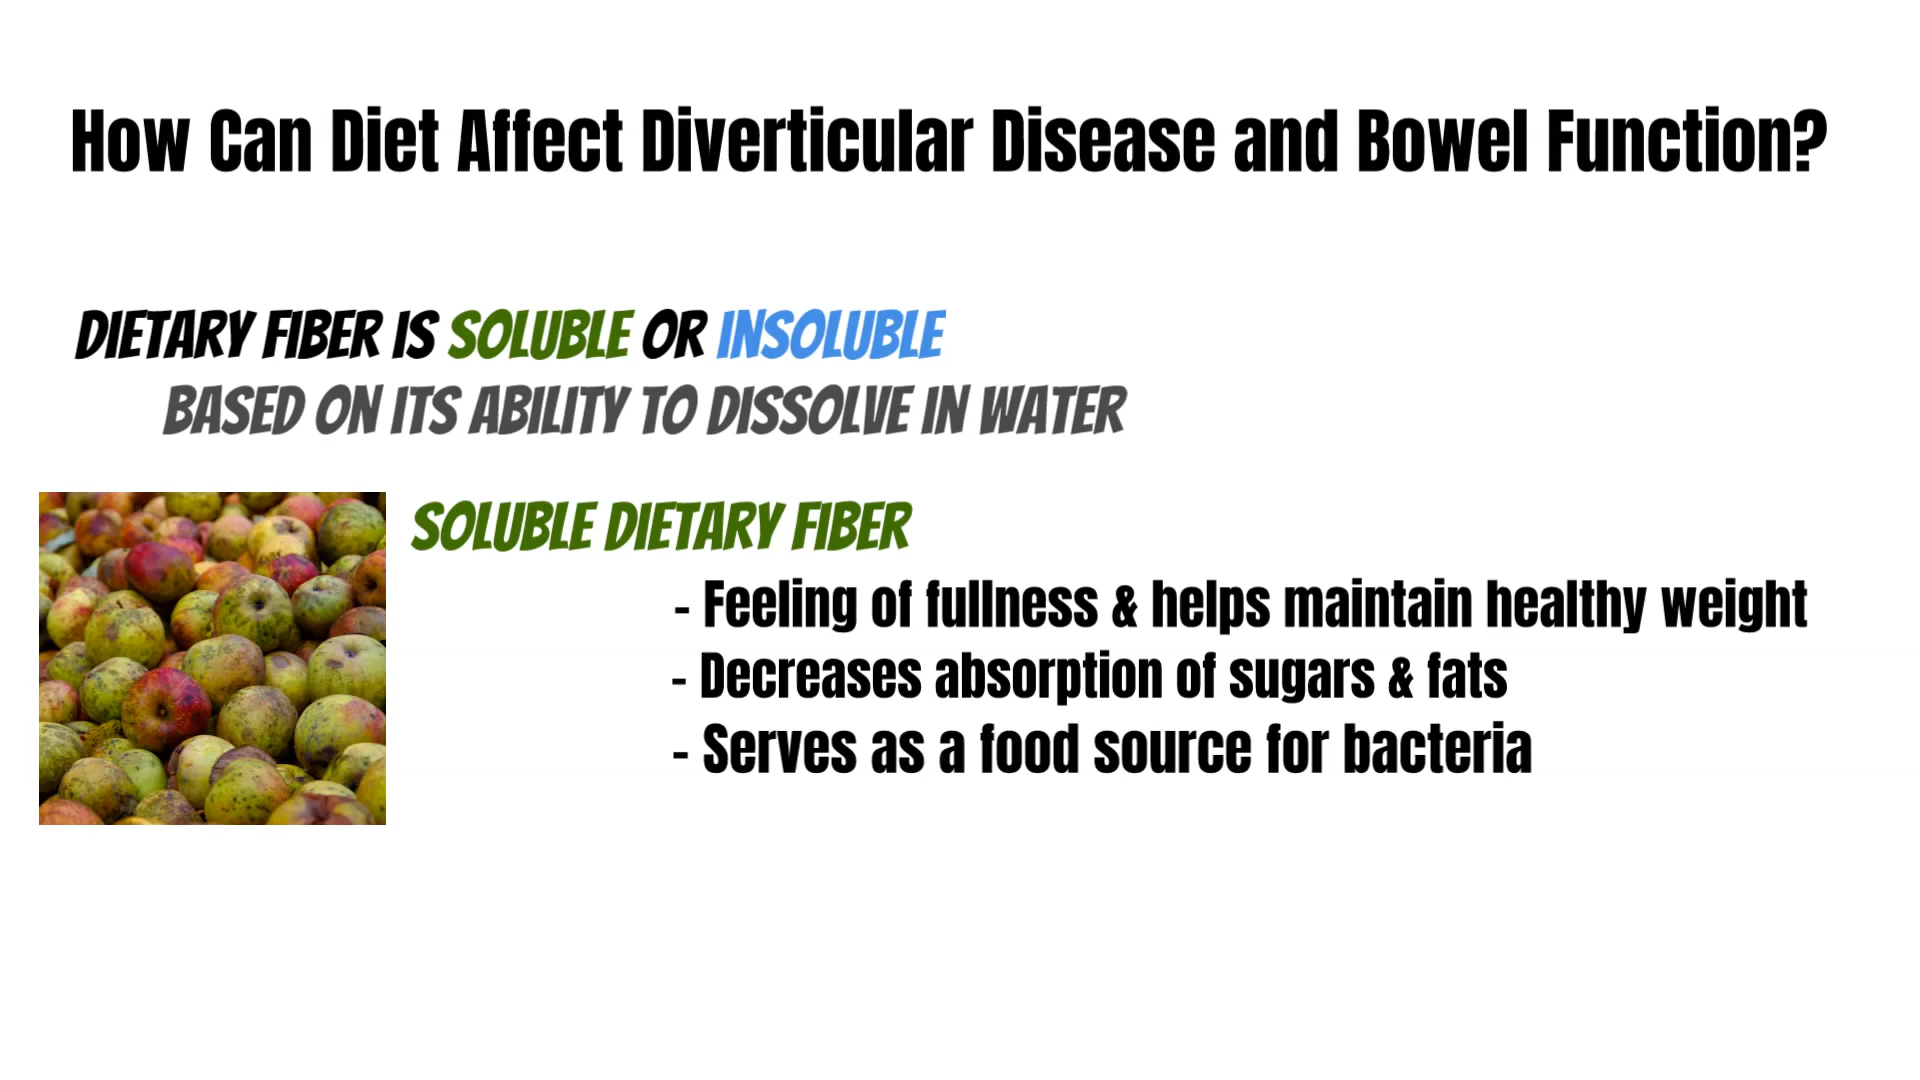 How Can Diet Affect Diverticular Disease and Bowel Function?
DIETARY FIBER IS SOLUBLE OR INSOLUBLE
BASED ON ITS ABILITY TO DISSOLVE IN WATER
SOLUBLE DIETARY FIBER
- Feeling of fullness & helps maintain healthy weight
- Decreases absorption of sugars & fats
- Serves as a food source for bacteria